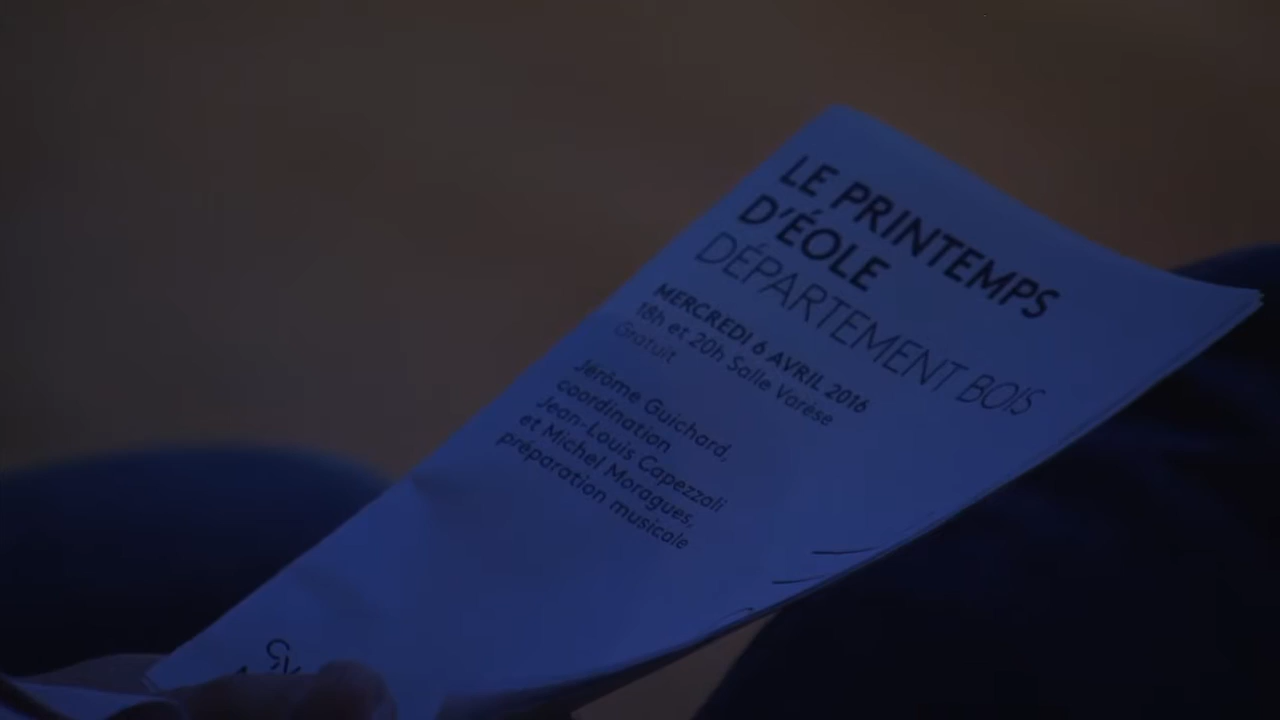 LE PRINTEMPS
D'ÉOLE
DÉPARTEMENT BOIS
MERCREDI 6 AVRIL 2016
18h et 20h Salle Varèse
Gratuit
Jérôme Guichard,
coordination
Jean-Louis Capezzali
et Michel Moragues,
préparation musicale